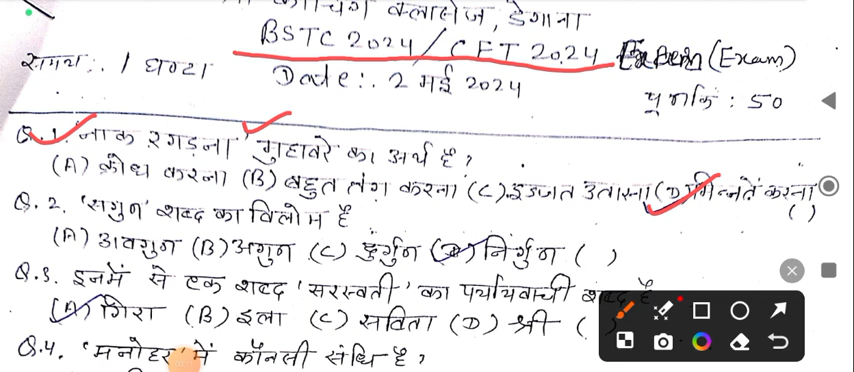 कोचिंग क्लासेज, डेगाना
BSTC 2024/CET 2024 (Exam)
समय:. 1 घण्टा
Date:. 2 मई 2024
पूर्णांक : 50
Q.1. 'नाक रगड़ना' मुहावरे का अर्थ है?
(A) क्रोध करना (B) बहुत तंग करना (C) इज्जत उतारना (D) मिन्नतें करना
( )
Q.2. 'सगुन' शब्द का विलोम है
(A) अवगुन (B) अगुन (C) दुर्गुन (D) निर्गुन ( )
Q.3. इनमें से एक शब्द 'सरस्वती' का पर्यायवाची शब्द है
(A) गिरा (B) इला (C) सविता (D) श्री (
Q.4. 'मनोहर' में कौनसी संधि है?